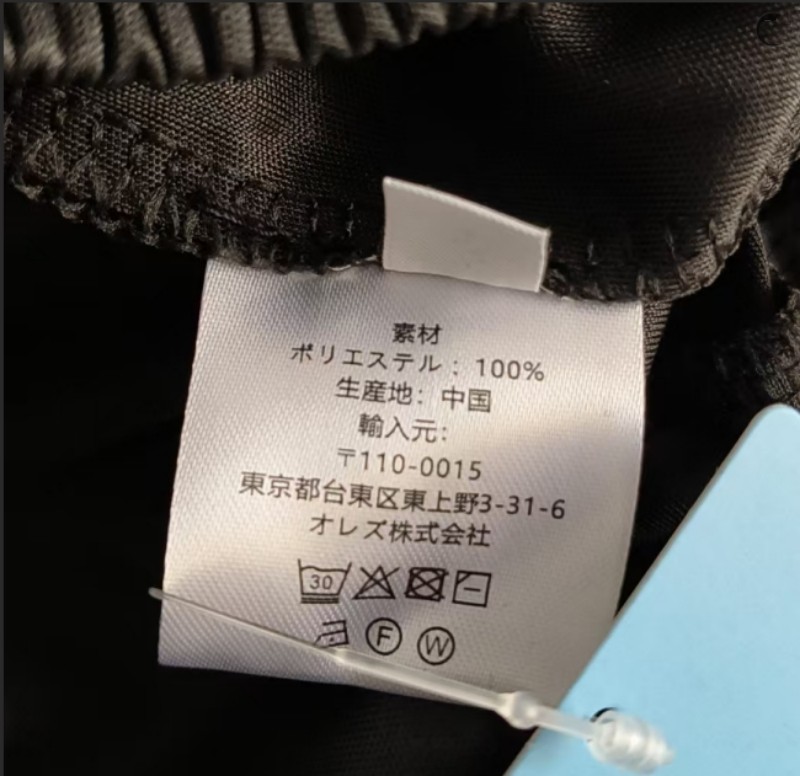 素材
ポリエステル：100%
生産地：中国
輸入元：
〒110-0015
東京都台東区東上野3-31-6
オレズ株式会社
30
F W